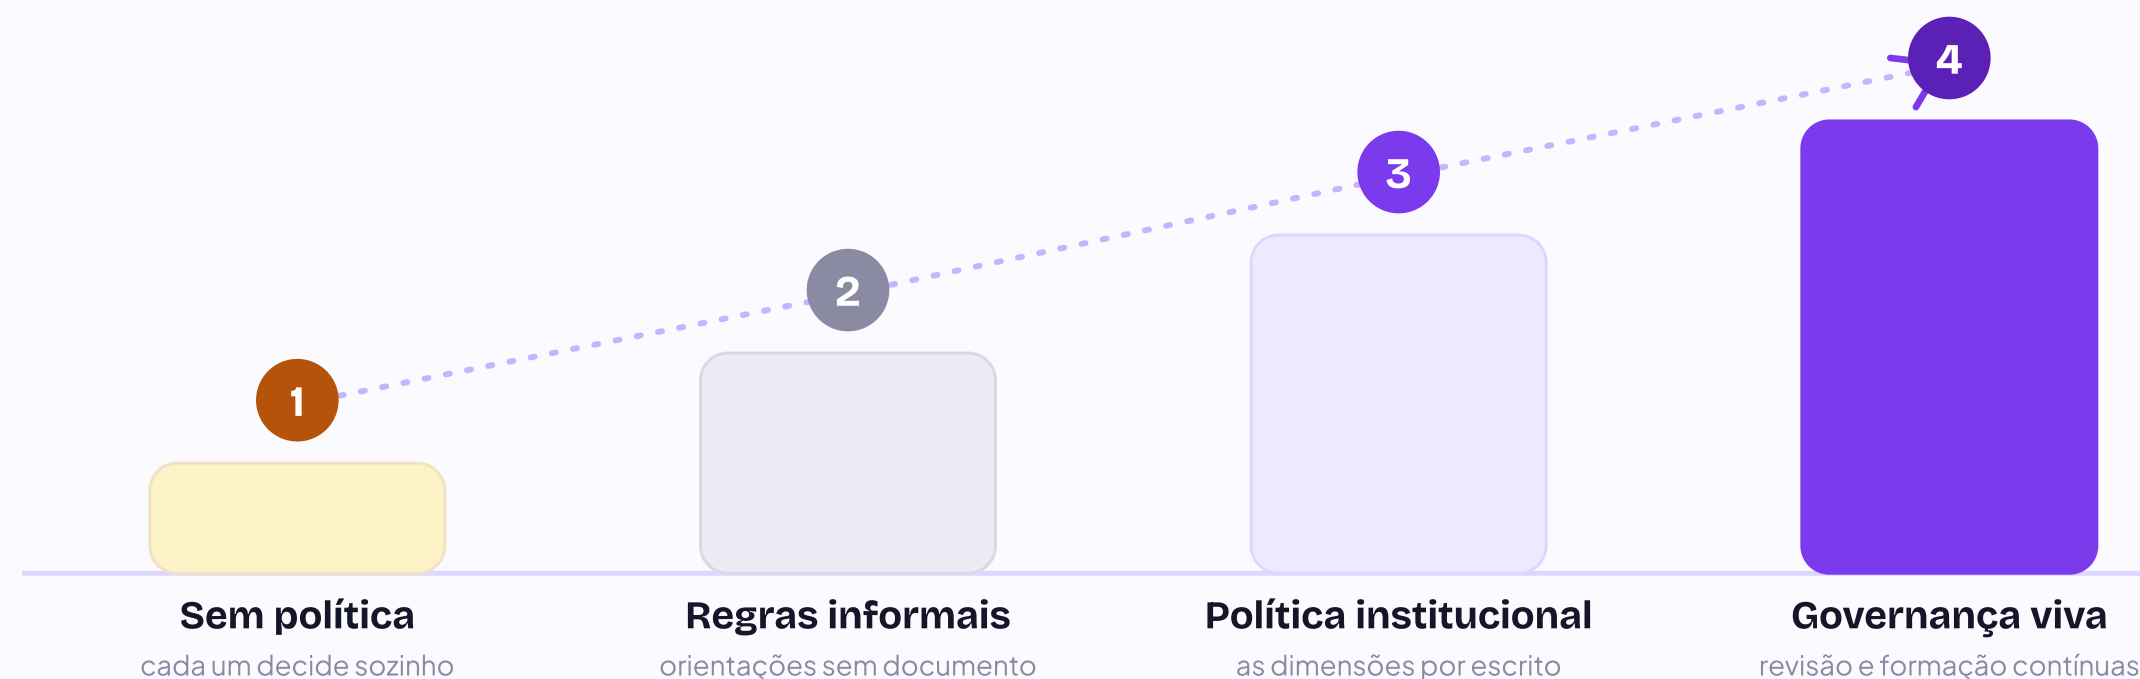 4
3
2
1
Sem política
Regras informais
Política institucional
Governança viva
cada um decide sozinho
orientações sem documento
as dimensões por escrito
revisão e formação contínuas